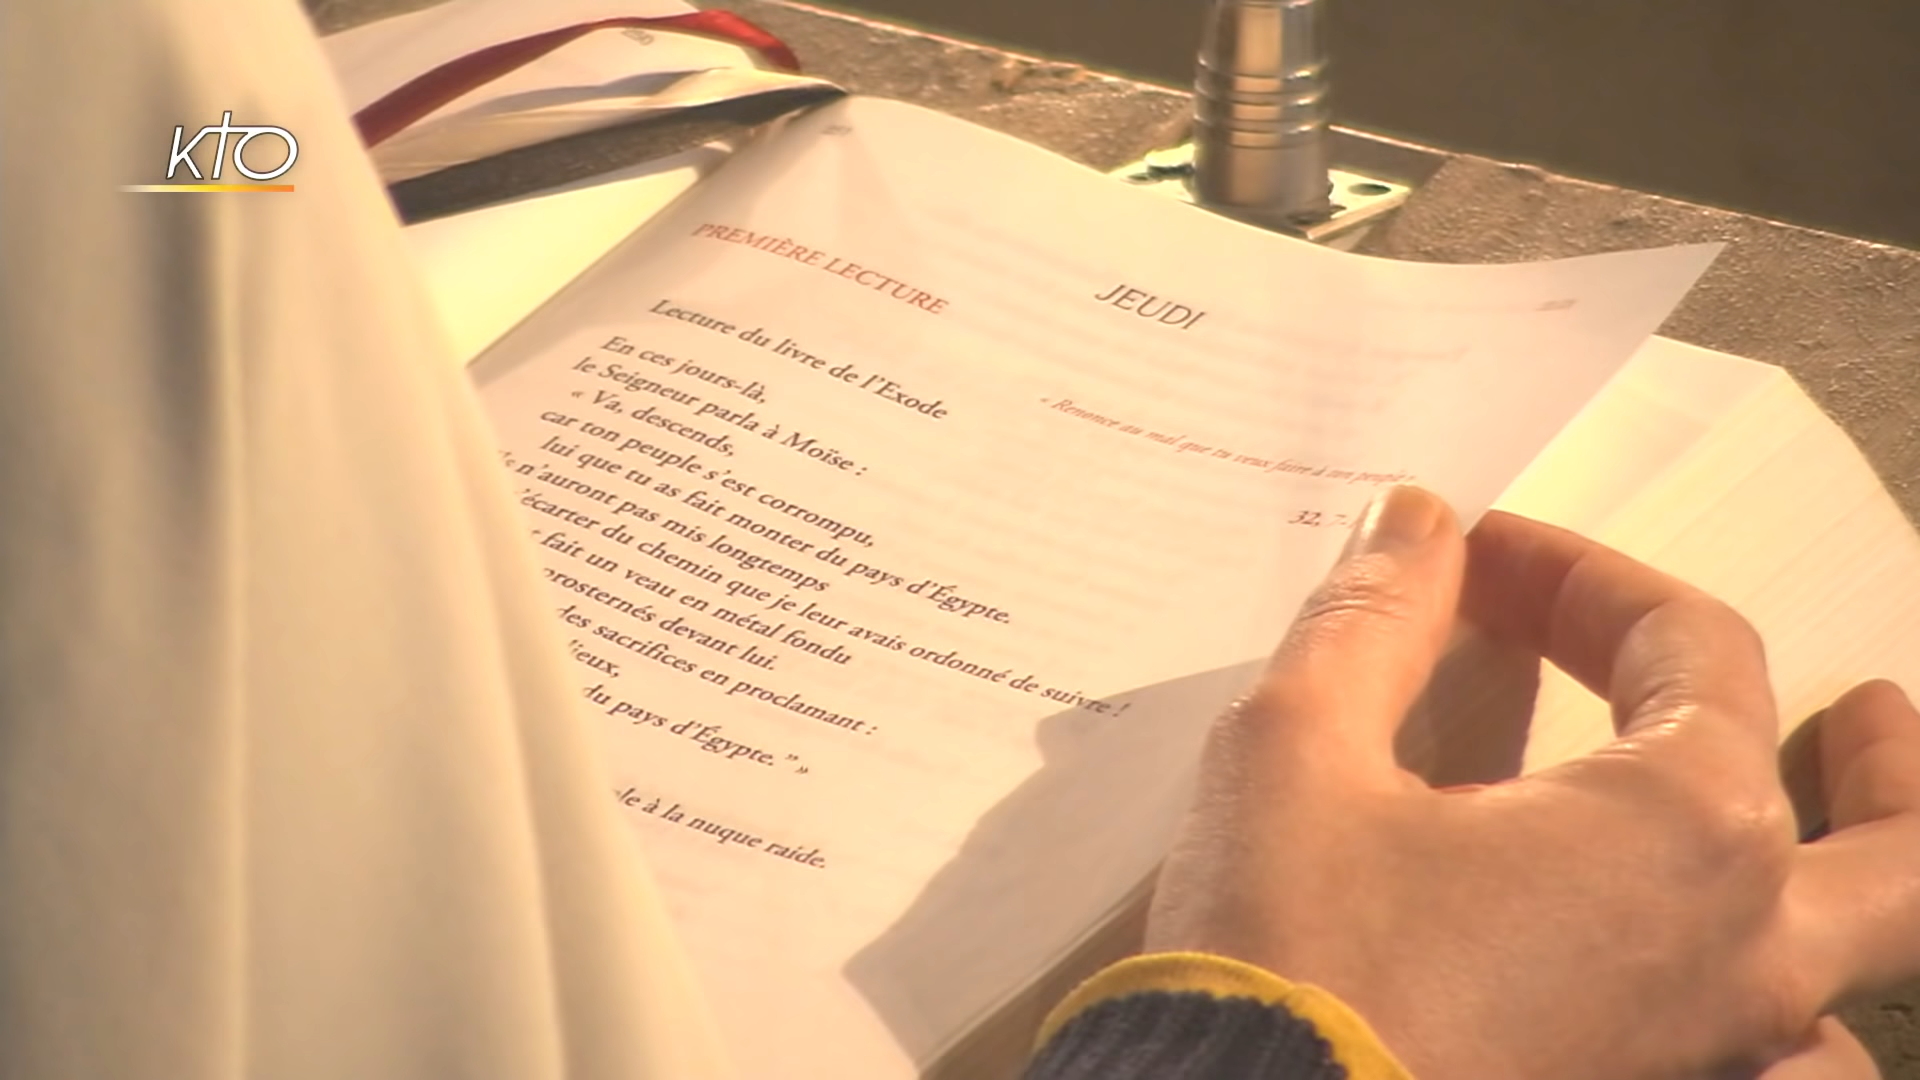 KTO
JEUDI
PREMIÈRE LECTURE
« Renonce au mal que tu veux faire à ton peuple »
Lecture du livre de l'Exode
32, 7-
En ces jours-là,
le Seigneur parla à Moïse :
« Va, descends,
car ton peuple s'est corrompu,
lui que tu as fait monter du pays d'Égypte.
n'auront pas mis longtemps
'écarter du chemin que je leur avais ordonné de suivre !
fait un veau en métal fondu
prosternés devant lui.
des sacrifices en proclamant :
du pays d'Égypte. ” »
à la nuque raide.